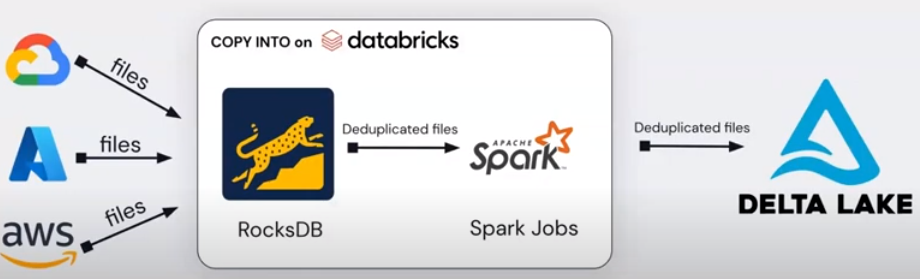 COPY INTO on databricks
files
files
files
aws
RocksDB
Deduplicated files
APACHE
Spark
Spark Jobs
Deduplicated files
DELTA LAKE